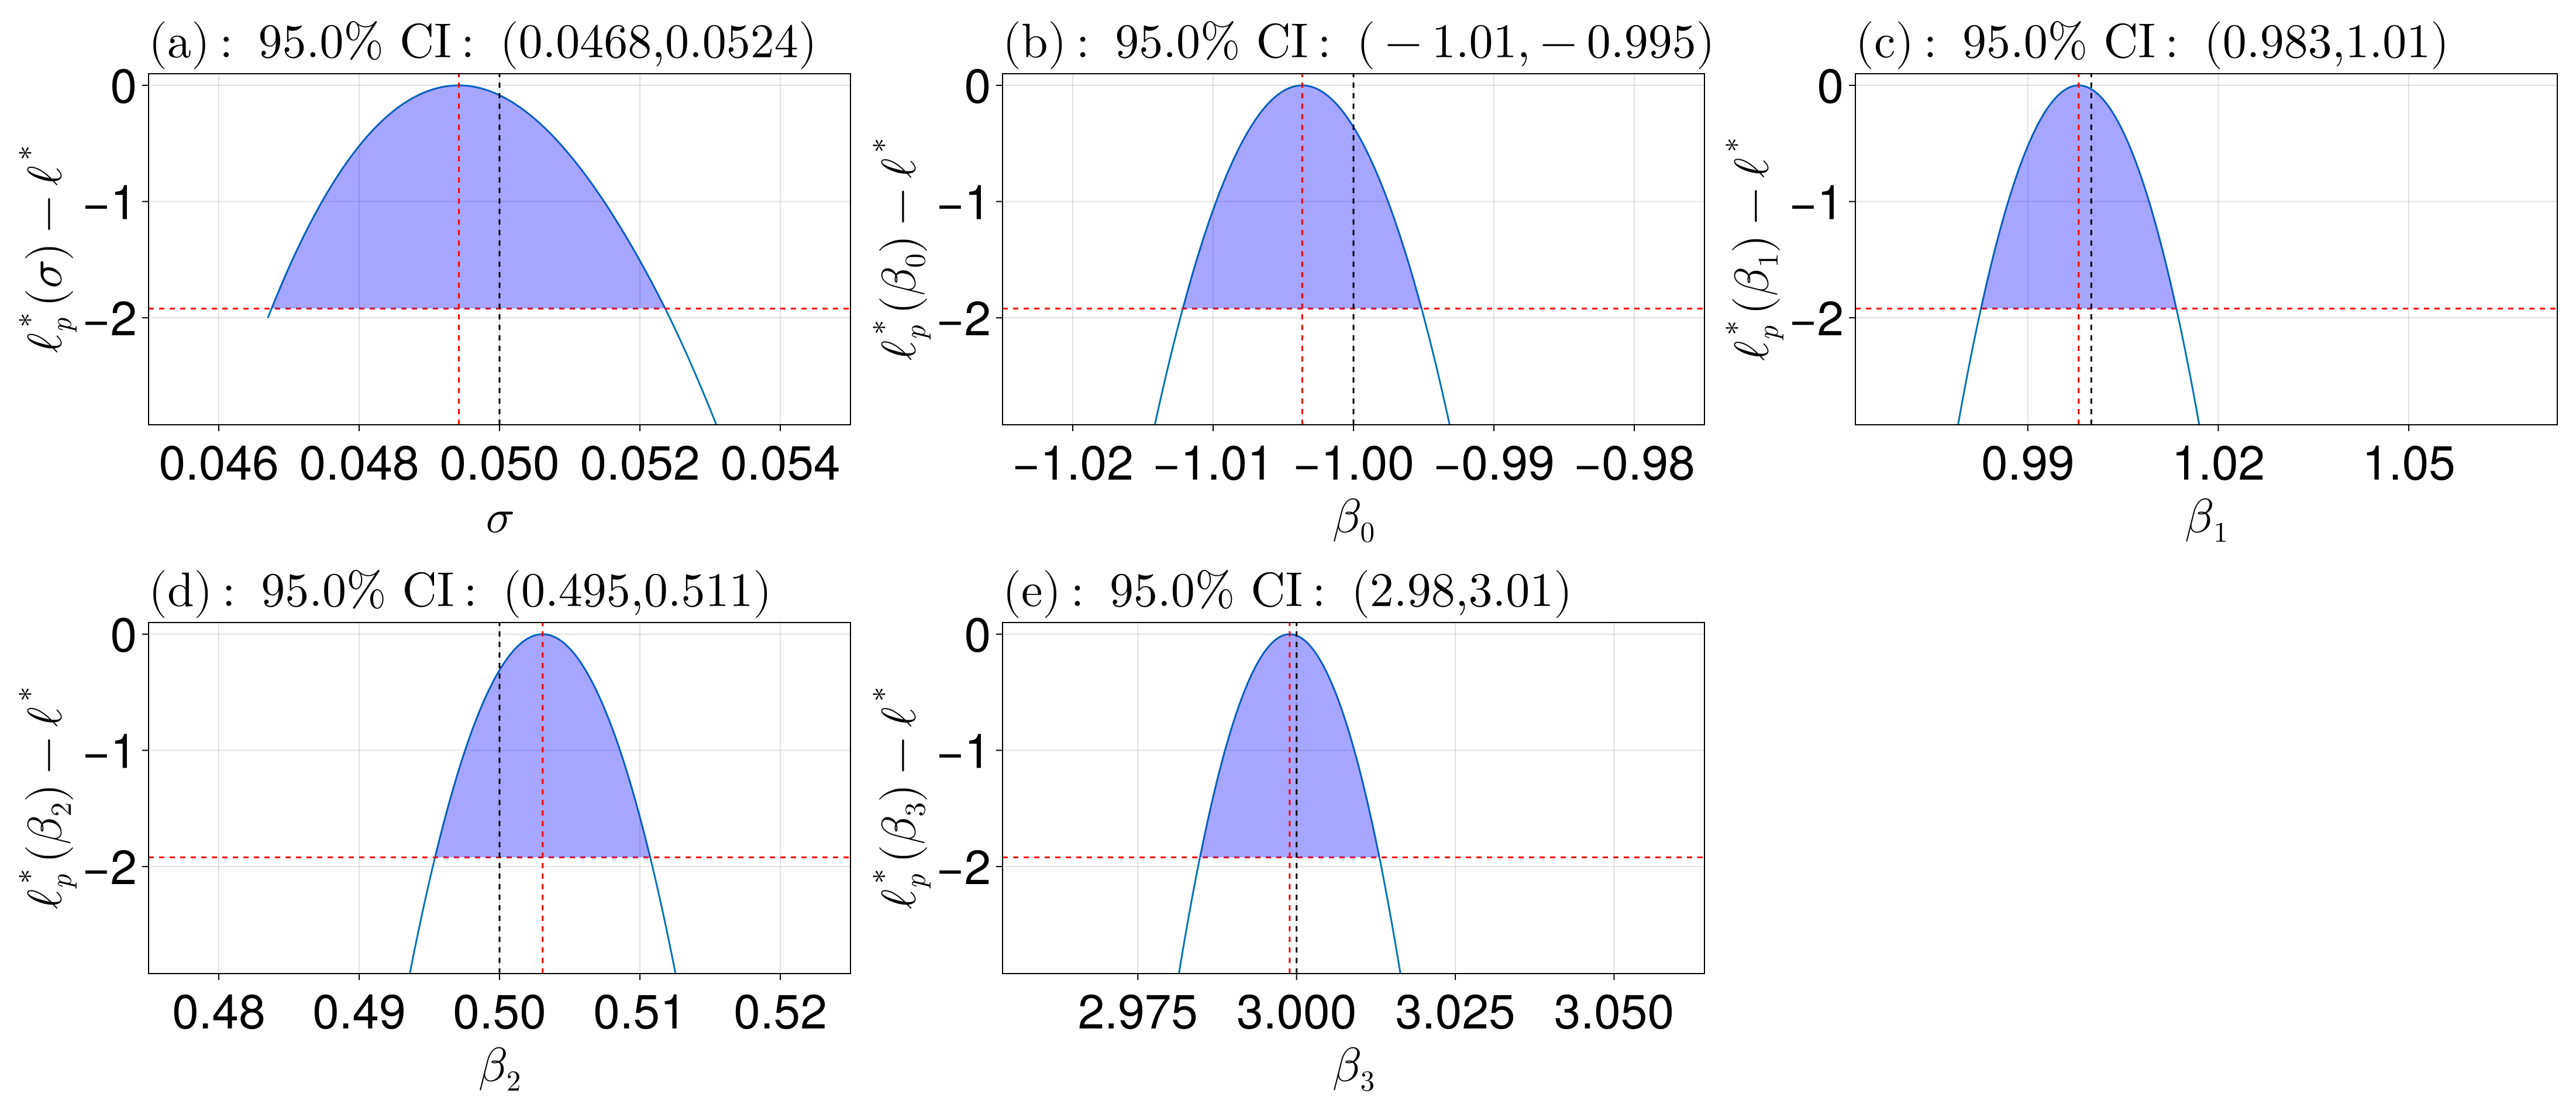 (a): 95.0% CI: (0.0468,0.0524)
0
−1
−2
ℓ*p(σ) − ℓ*
0.046 0.048 0.050 0.052 0.054
σ
(b): 95.0% CI: (−1.01,−0.995)
0
−1
−2
ℓ*p(β0) − ℓ*
−1.02 −1.01 −1.00 −0.99 −0.98
β0
(c): 95.0% CI: (0.983,1.01)
0
−1
−2
ℓ*p(β1) − ℓ*
0.99 1.02 1.05
β1
(d): 95.0% CI: (0.495,0.511)
0
−1
−2
ℓ*p(β2) − ℓ*
0.48 0.49 0.50 0.51 0.52
β2
(e): 95.0% CI: (2.98,3.01)
0
−1
−2
ℓ*p(β3) − ℓ*
2.975 3.000 3.025 3.050
β3